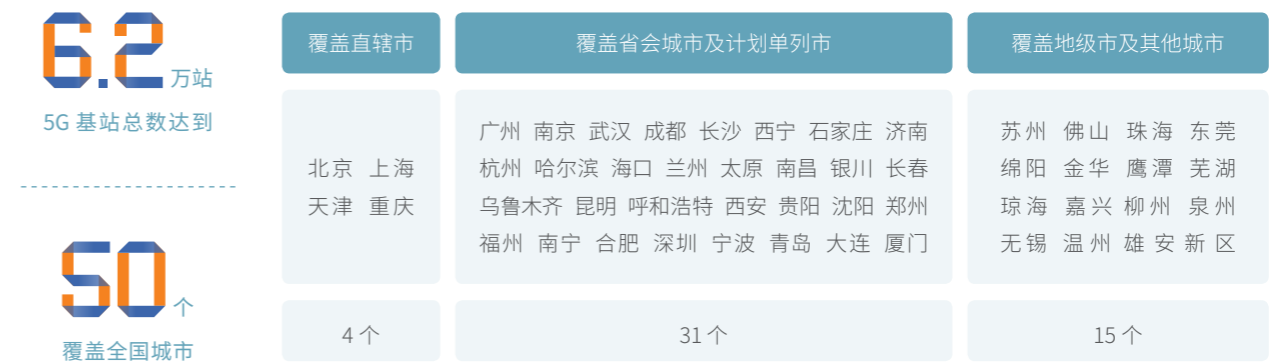 6.2 万站
5G 基站总数达到
50 个
覆盖全国城市
覆盖直辖市
北京 上海
天津 重庆
4 个
覆盖省会城市及计划单列市
广州 南京 武汉 成都 长沙 西宁 石家庄 济南
杭州 哈尔滨 海口 兰州 太原 南昌 银川 长春
乌鲁木齐 昆明 呼和浩特 西安 贵阳 沈阳 郑州
福州 南宁 合肥 深圳 宁波 青岛 大连 厦门
31 个
覆盖地级市及其他城市
苏州 佛山 珠海 东莞
绵阳 金华 鹰潭 芜湖
琼海 嘉兴 柳州 泉州
无锡 温州 雄安新区
15 个